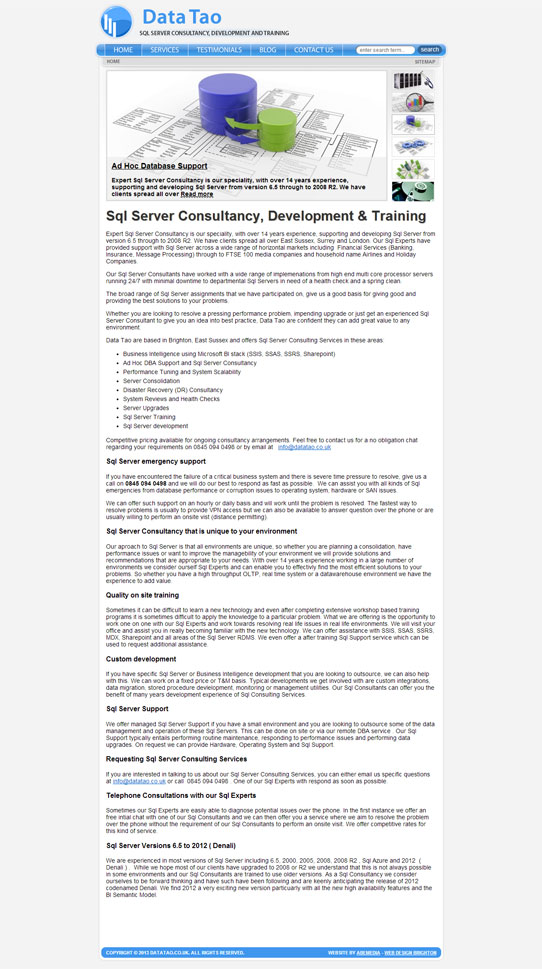 Data Tao
SQL SERVER CONSULTANCY, DEVELOPMENT AND TRAINING
HOME SERVICES TESTIMONIALS BLOG CONTACT US enter search term... search
HOME SITEMAP
Ad Hoc Database Support
Expert Sql Server Consultancy is our speciality, with over 14 years experience,
supporting and developing Sql Server from version 6.5 through to 2008 R2. We have
clients spread all over Read more
Sql Server Consultancy, Development & Training
Expert Sql Server Consultancy is our speciality, with over 14 years experience, supporting and developing Sql Server from
version 6.5 through to 2008 R2. We have clients spread all over East Sussex, Surrey and London. Our Sql Experts have
provided support with Sql Server across a wide range of horizontal markets including Financial Services (Banking,
Insurance, Message Processing) through to FTSE 100 media companies and household name Airlines and Holiday
Companies.
Our Sql Server Consultants have worked with a wide range of implemenations from high end multi core processor servers
running 24/7 with minimal downtime to departmental Sql Servers in need of a health check and a spring clean.
The broad range of Sql Server assignments that we have participated on, give us a good basis for giving good and
providing the best solutions to your problems.
Whether you are looking to resolve a pressing performance problem, impending upgrade or just get an experienced Sql
Server Consultant to give you an idea into best practice, Data Tao are confident they can add great value to any
environment.
Data Tao are based in Brighton, East Sussex and offers Sql Server Consulting Services in these areas
Business Intelligence using Microsoft BI stack (SSIS, SSAS, SSRS, Sharepoint)
Ad Hoc DBA Support and Sql Server Consultancy
Performance Tuning and System Scalability
Server Consolidation
Disaster Recovery (DR) Consultancy
System Reviews and Health Checks
Server Upgrades
Sql Server Training
Sql Server development
Competitive pricing available for ongoing consultancy arrangements. Feel free to contact us for a no obligation chat
regarding your requirements on 0845 094 0498 or by email at info@datatao.co.uk
Sql Server emergency support
If you have encountered the failure of a critical business system and there is severe time pressure to resolve, give us a
call on 0845 094 0498 and we will do our best to respond as fast as possible. We can assist you with all kinds of Sql
emergencies from database performance or corruption issues to operating system, hardware or SAN issues.
We can offer such support on an hourly or daily basis and will work until the problem is resolved. The fastest way to
resolve problems is usually to provide VPN access but we can also be available to answer question over the phone or are
usually willing to perform an onsite visit (distance permitting).
Sql Server Consultancy that is unique to your environment
Our aproach to Sql Server is that all environments are unique, so whether you are planning a consolidation, have
performance issues or want to improve the managebility of your environment we will provide solutions and
recommendations that are appropriate to your needs. With over 14 years experience working in a large number of
environments we consider ourself Sql Experts and can enable you to effectivly find the most efficient solutions to your
problems. So whether you have a high throughput OLTP, real time system or a datawarehouse environment we have the
experience to add value.
Quality on site training
Sometimes it can be difficult to learn a new technology and even after completing extensive workshop based training
programs it is sometimes difficult to apply the knowledge to a particular problem. What we are offering is the opportunity to
work one on one with our Sql Experts and work towards resolving real life issues in real life environments. We will visit your
office and assist you in really becoming familiar with the new technology. We can offer assistance with SSIS, SSAS, SSRS,
MDX, Sharepoint and all areas of the Sql Server RDMS. We even offer a after training Sql Support service which can be
used to request additional assistance.
Custom development
If you have specific Sql Server or Business Intelligence development that you are looking to outsource, we can also help
with this. We can work on a fixed price or T&M basis. Typical developments we get involved with are custom integrations,
data migration, stored procedure development, monitoring or management utilities. Our Sql Consultants can offer you the
benefit of many years development experience of Sql Consulting Services.
Sql Server Support
We offer managed Sql Server Support if you have a small environment and you are looking to outsource some of the data
management and operation of these Sql Servers. This can be done on site or via our remote DBA service . Our Sql
Support typically entails performing routine maintenance, responding to performance issues and performing data
upgrades. On request we can provide Hardware, Operating System and Sql Support.
Requesting Sql Server Consulting Services
If you are interested in talking to us about our Sql Server Consulting Services, you can either email us specific questions
at info@datatao.co.uk or call 0845 094 0498 . One of our Sql Experts with respond as soon as possible.
Telephone Consultations with our Sql Experts
Sometimes our Sql Experts are easily able to diagnose potential issues over the phone. In the first instance we offer an
free intial chat with one of our Sql Consultants and we can then offer you a service where we aim to resolve the problem
over the phone without the requirement of our Sql Consultants to perform an onsite visit. We offer competitive rates for
this kind of service.
Sql Server Versions 6.5 to 2012 ( Denali)
We are experienced in most versions of Sql Server including 6.5, 2000, 2005, 2008, 2008 R2 , Sql Azure and 2012 (
Denali ). While we hope most of our clients have upgraded to 2008 or R2 we understand that this is not always possible
in some environments and our Sql Consultants are trained to use older versions. As a Sql Consultancy we consider
ourselves to be forward thinking and have such have been following and are keenly anticipating the release of 2012
codenamed Denali. We find 2012 a very exciting new version particuarly with all the new high availability features and the
BI Semantic Model.
COPYRIGHT © 2013 DATATAO.CO.UK. ALL RIGHTS RESERVED. WEBSITE BY ABEMEDIA - WEB DESIGN BRIGHTON